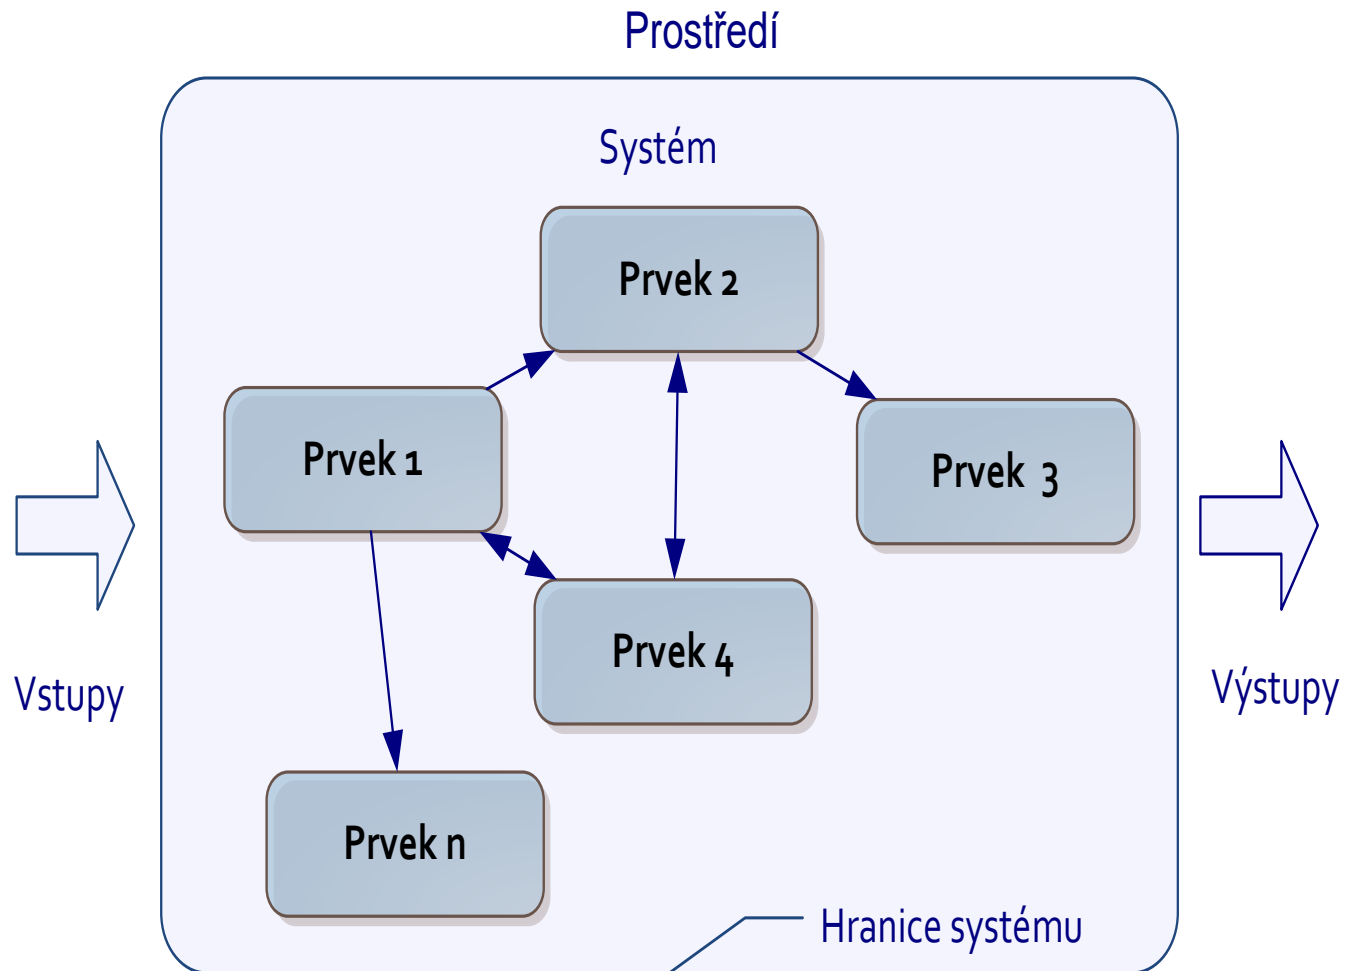 Prostředí
Systém
Prvek 2
Prvek 1
Prvek 3
Prvek 4
Vstupy
Výstupy
Prvek n
Hranice systému